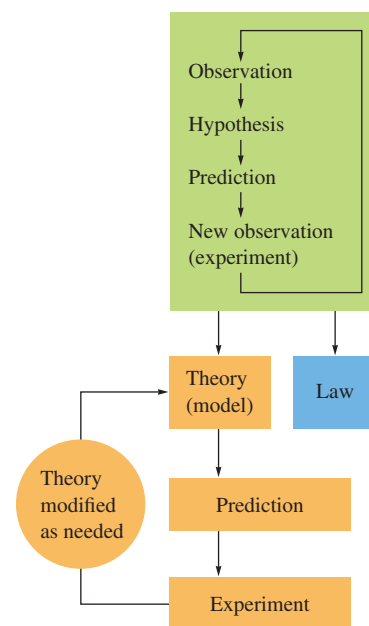 Observation
Hypothesis
Prediction
New observation
(experiment)
Theory
(model)
Law
Theory
modified
as needed
Prediction
Experiment